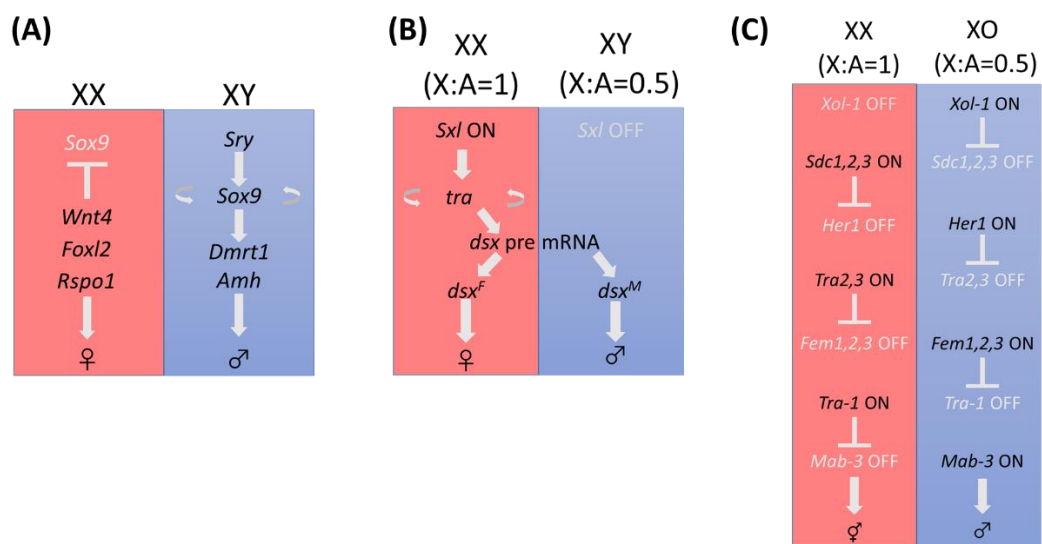 (A)
XX XY
Sox9 Sry
Sox9
Wnt4
Foxl2 Dmrt1
Rspo1 Amh
♀ ♂
(B)
XX XY
(X:A=1) (X:A=0.5)
Sxl ON Sxl OFF
tra
dsx pre mRNA
dsxF dsxM
♀ ♂
(C)
XX XO
(X:A=1) (X:A=0.5)
Xol-1 OFF Xol-1 ON
Sdc1,2,3 ON Sdc1,2,3 OFF
Her1 OFF Her1 ON
Tra2,3 ON Tra2,3 OFF
Fem1,2,3 OFF Fem1,2,3 ON
Tra-1 ON Tra-1 OFF
Mab-3 OFF Mab-3 ON
⚥ ♂